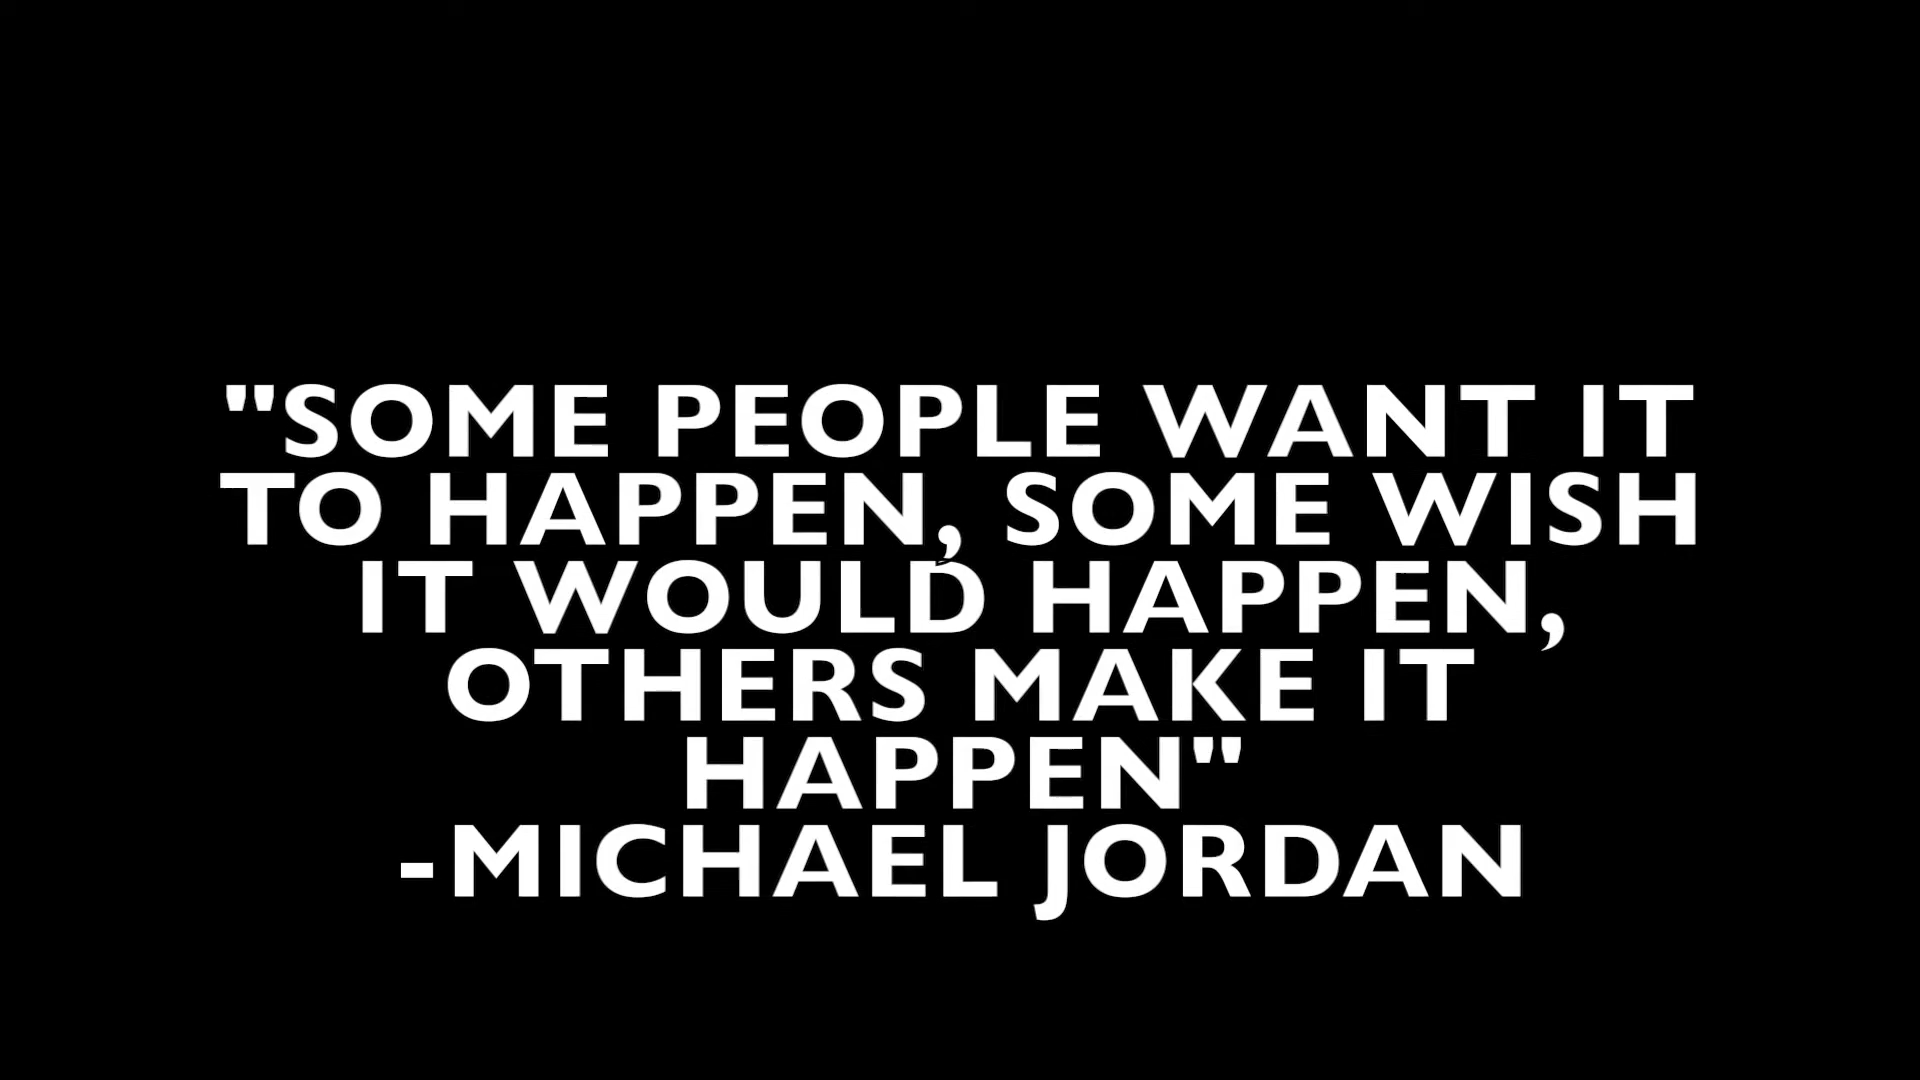 "SOME PEOPLE WANT IT
TO HAPPEN, SOME WISH
IT WOULD HAPPEN,
OTHERS MAKE IT
HAPPEN"
-MICHAEL JORDAN